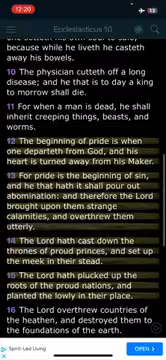 12:20
Ecclesiasticus 10
because while he liveth he casteth
away his bowels.
10 The physician cutteth off a long
disease; and he that is to day a king
to morrow shall die.
11 For when a man is dead, he shall
inherit creeping things, beasts, and
worms.
12 The beginning of pride is when
one departeth from God, and his
heart is turned away from his Maker.
13 For pride is the beginning of sin,
and he that hath it shall pour out
abomination: and therefore the Lord
brought upon them strange
calamities, and overthrew them
utterly.
14 The Lord hath cast down the
thrones of proud princes, and set up
the meek in their stead.
15 The Lord hath plucked up the
roots of the proud nations, and
planted the lowly in their place.
16 The Lord overthrew countries of
the heathen, and destroyed them to
the foundations of the earth.
Spirit-Led Living
OPEN